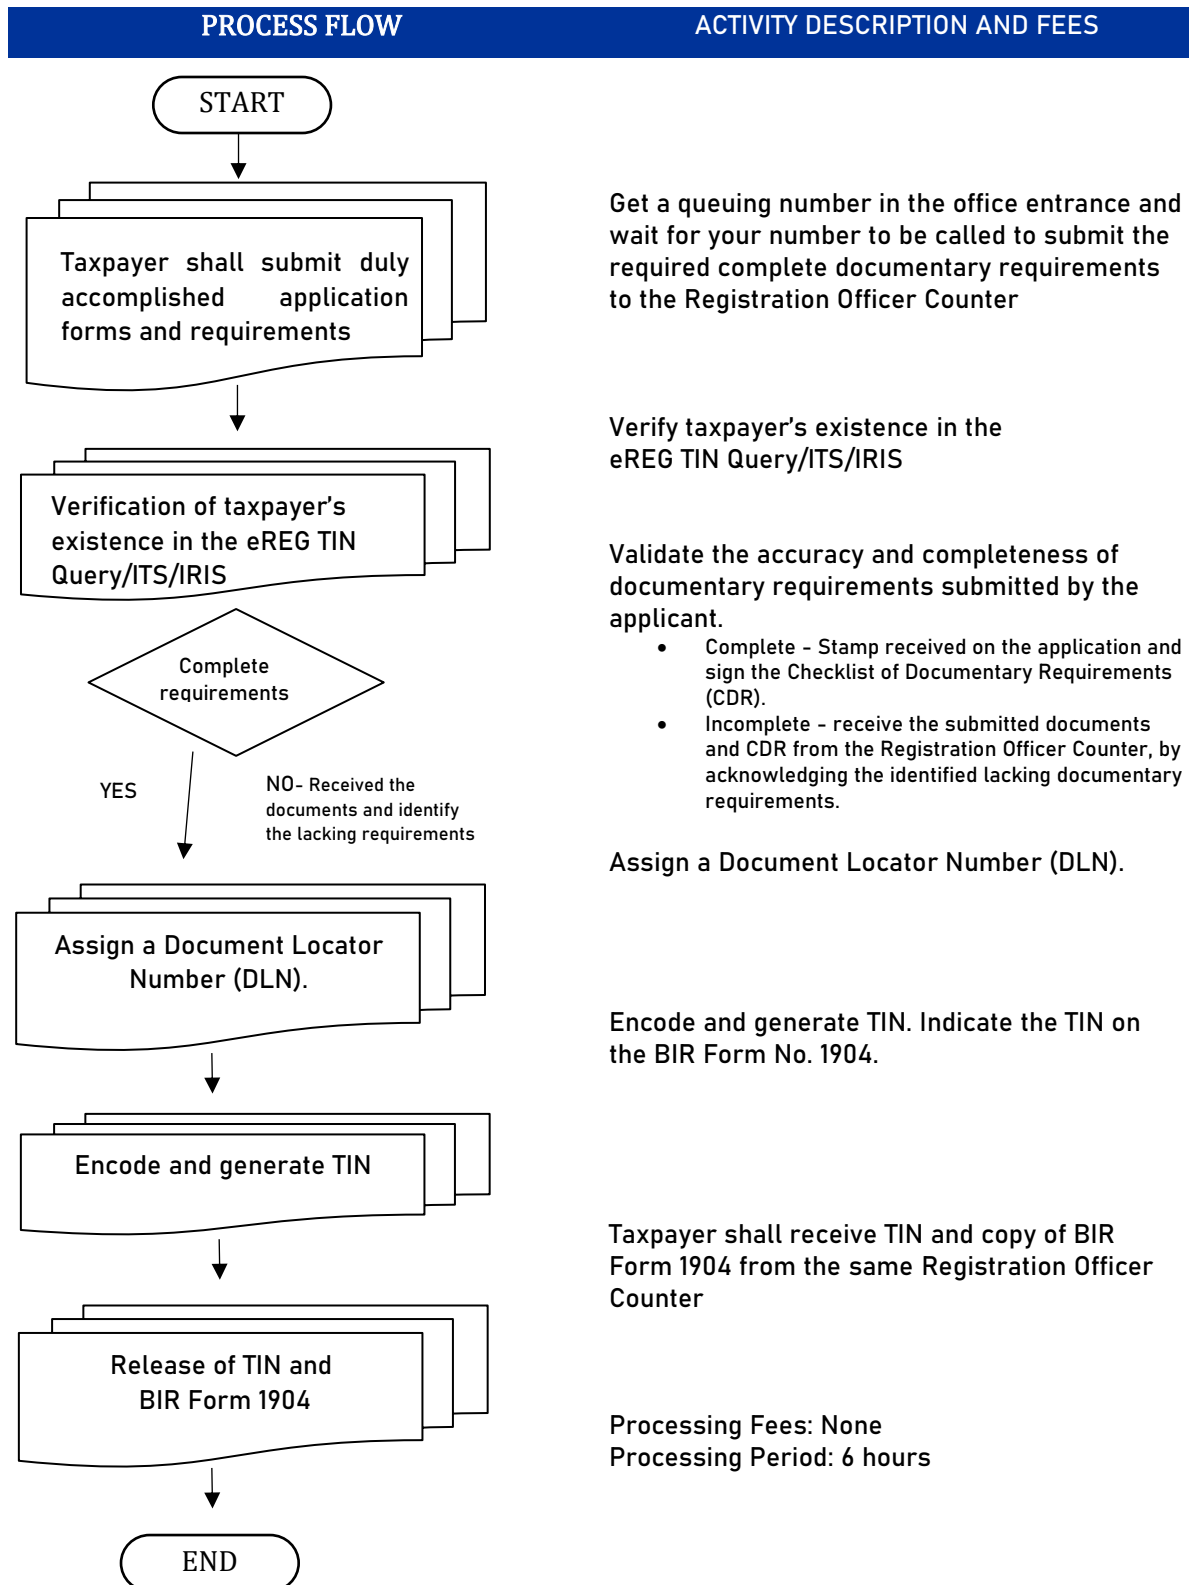 PROCESS FLOW
ACTIVITY DESCRIPTION AND FEES
START
Taxpayer shall submit duly
accomplished application
forms and requirements
Get a queuing number in the office entrance and
wait for your number to be called to submit the
required complete documentary requirements
to the Registration Officer Counter
Verification of taxpayer's
existence in the eREG TIN
Query/ITS/IRIS
Verify taxpayer's existence in the
eREG TIN Query/ITS/IRIS
Complete
requirements
YES
NO- Received the
documents and identify
the lacking requirements
Validate the accuracy and completeness of
documentary requirements submitted by the
applicant.
• Complete - Stamp received on the application and
sign the Checklist of Documentary Requirements
(CDR).
• Incomplete - receive the submitted documents
and CDR from the Registration Officer Counter, by
acknowledging the identified lacking documentary
requirements.
Assign a Document Locator
Number (DLN).
Assign a Document Locator Number (DLN).
Encode and generate TIN
Encode and generate TIN. Indicate the TIN on
the BIR Form No. 1904.
Release of TIN and
BIR Form 1904
Taxpayer shall receive TIN and copy of BIR
Form 1904 from the same Registration Officer
Counter
Processing Fees: None
Processing Period: 6 hours
END